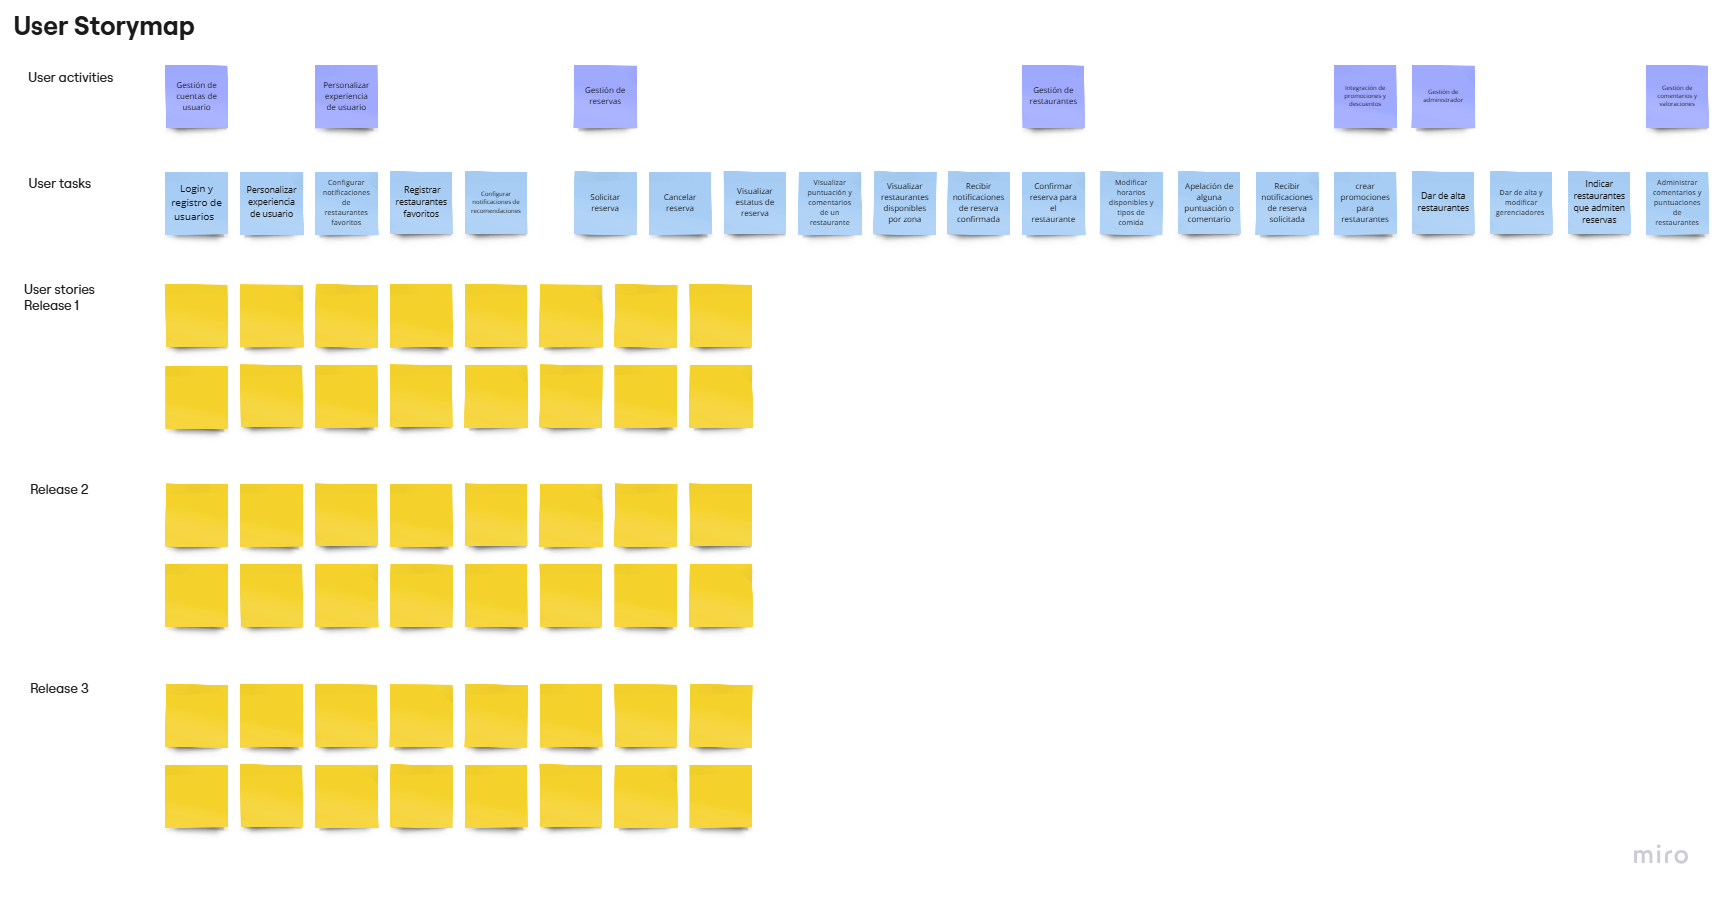 User Storymap
User activities
Gestión de
cuentas de
usuario
Personalizar
experiencia
de usuario
Gestión de
reservas
Gestión de
restaurantes
Integración de
promociones y
descuentos
Gestión de
administrador
Gestión de
comentarios y
valoraciones
User tasks
Login y
registro de
usuarios
Personalizar
experiencia
de usuario
Configurar
notificaciones
de
restaurantes
favoritos
Registrar
restaurantes
favoritos
Configurar
notificaciones de
recomendaciones
Solicitar
reserva
Cancelar
reserva
Visualizar
estatus de
reserva
Visualizar
puntuación y
comentarios
de un
restaurante
Visualizar
restaurantes
disponibles
por zona
Recibir
notificaciones
de reserva
confirmada
Confirmar
reserva para
el
restaurante
Modificar
horarios
disponibles y
tipos de
comida
Apelación de
alguna
puntuación o
comentario
Recibir
notificaciones
de reserva
solicitada
crear
promociones
para
restaurantes
Dar de alta
restaurantes
Dar de alta y
modificar
gerenciadores
Indicar
restaurantes
que admiten
reservas
Administrar
comentarios y
puntuaciones
de
restaurantes
User stories
Release 1
Release 2
Release 3
miro